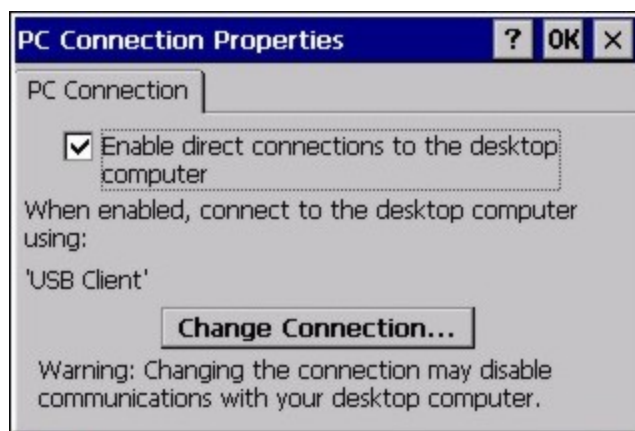 PC Connection Properties ? OK ×
PC Connection
Enable direct connections to the desktop
computer
When enabled, connect to the desktop computer
using:
'USB Client'
Change Connection...
Warning: Changing the connection may disable
communications with your desktop computer.